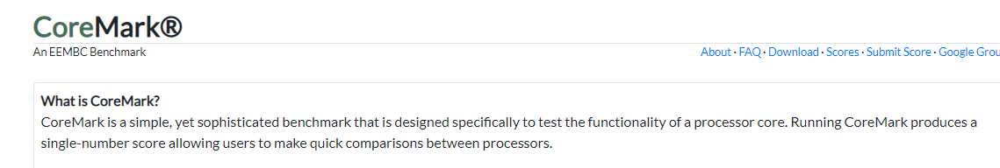 CoreMark®
An EEMBC Benchmark
About · FAQ · Download · Scores · Submit Score · Google
What is CoreMark?
CoreMark is a simple, yet sophisticated benchmark that is designed specifically to test the functionality of a processor core. Running CoreMark produces a
single-number score allowing users to make quick comparisons between processors.